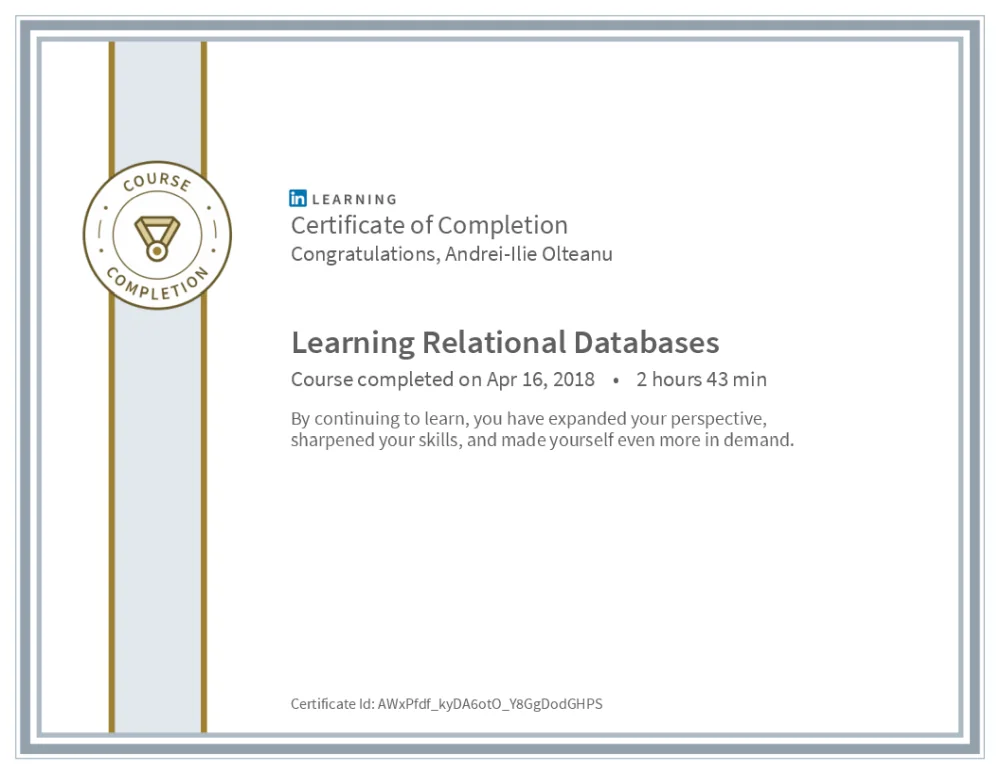 COURSE
COMPLETION
in LEARNING
Certificate of Completion
Congratulations, Andrei-Ilie Olteanu
Learning Relational Databases
Course completed on Apr 16, 2018 • 2 hours 43 min
By continuing to learn, you have expanded your perspective,
sharpened your skills, and made yourself even more in demand.
Certificate Id: AWxPfdf_kyDA6otO_Y8GgDodGHPS